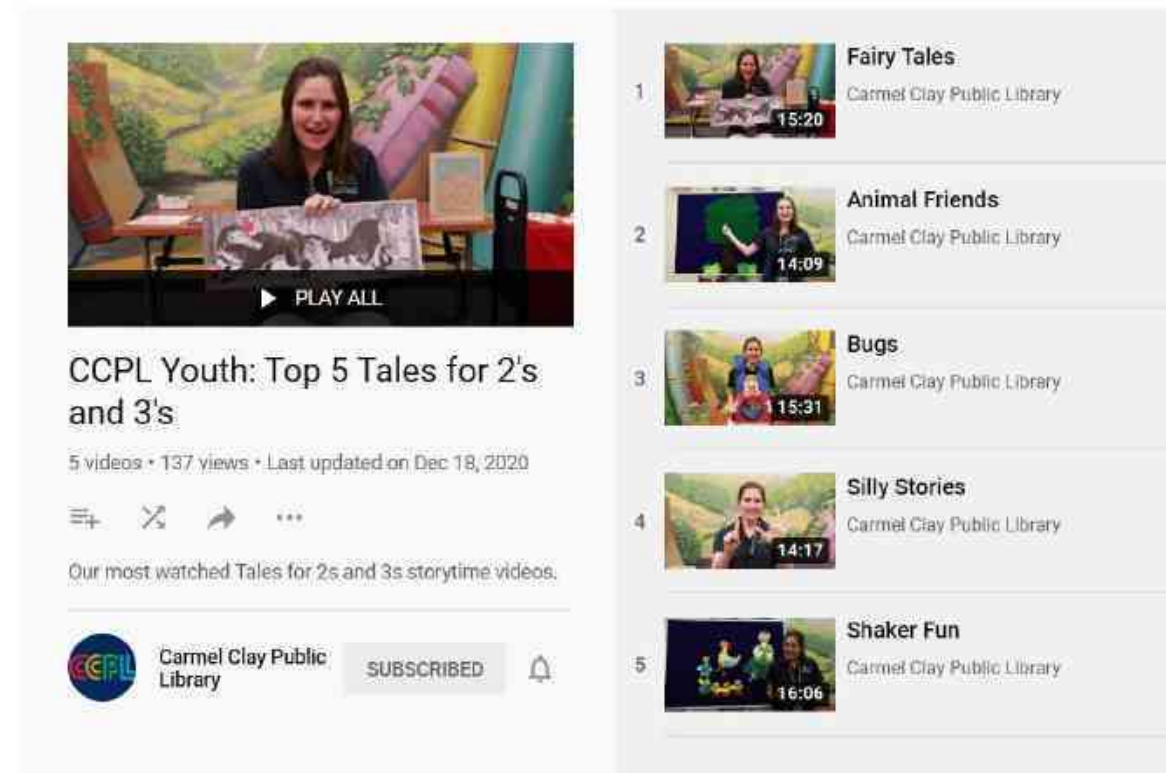 PLAY ALL
CCPL Youth: Top 5 Tales for 2's
and 3's
5 videos • 137 views • Last updated on Dec 18, 2020
Our most watched Tales for 2s and 3s storytime videos.
CCPL
Carmel Clay Public
Library
SUBSCRIBED
1
15:20
Fairy Tales
Carmel Clay Public Library
2
14:09
Animal Friends
Carmel Clay Public Library
3
15:31
Bugs
Carmel Clay Public Library
4
14:17
Silly Stories
Carmel Clay Public Library
5
16:06
Shaker Fun
Carmel Clay Public Library